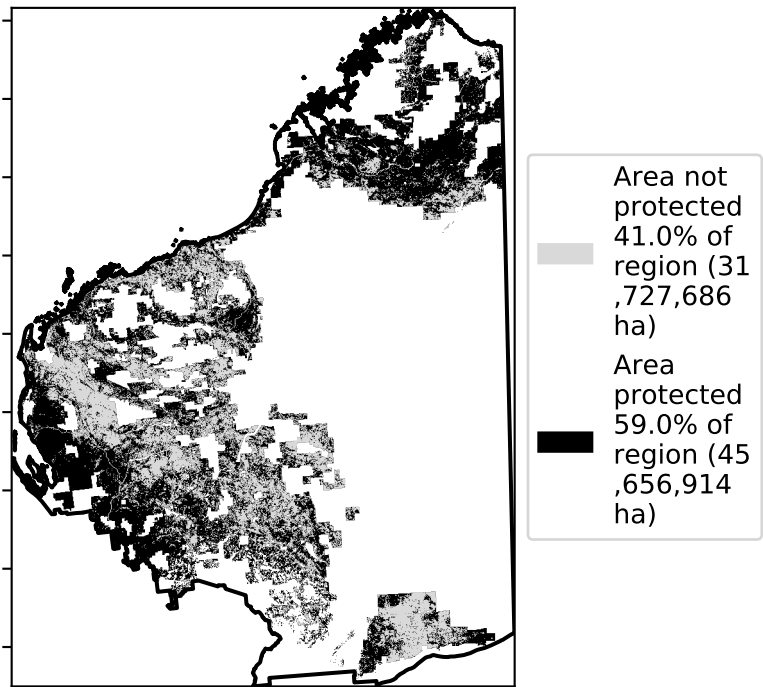 Area not
protected
41.0% of
region (31
,727,686
ha)
Area
protected
59.0% of
region (45
,656,914
ha)